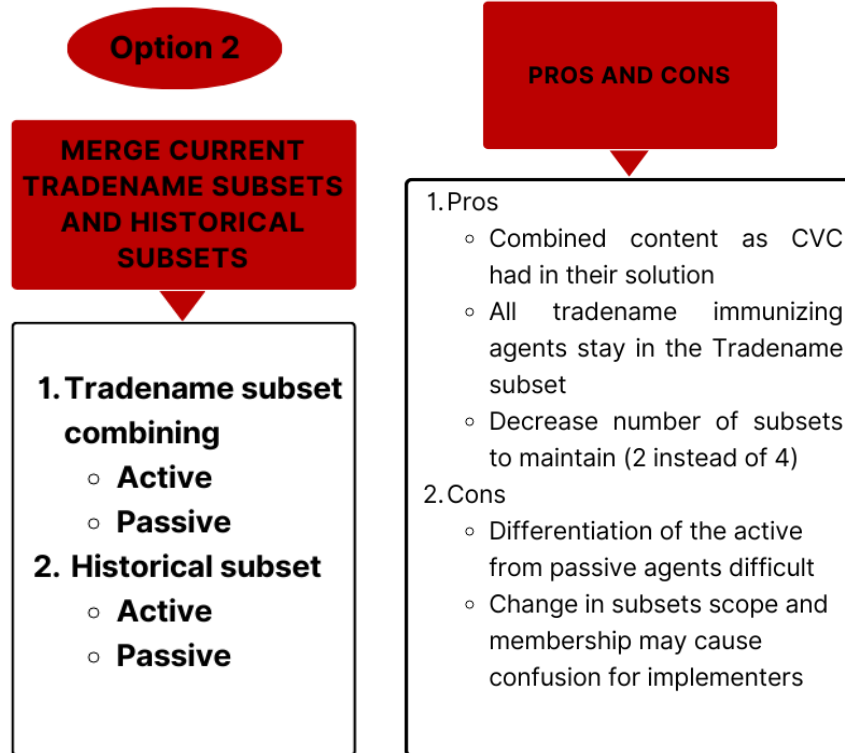 Option 2
MERGE CURRENT
TRADENAME SUBSETS
AND HISTORICAL
SUBSETS
1. Tradename subset
combining
◦ Active
◦ Passive
2. Historical subset
◦ Active
◦ Passive
PROS AND CONS
1. Pros
◦ Combined content as CVC
had in their solution
◦ All tradename immunizing
agents stay in the Tradename
subset
◦ Decrease number of subsets
to maintain (2 instead of 4)
2. Cons
◦ Differentiation of the active
from passive agents difficult
◦ Change in subsets scope and
membership may cause
confusion for implementers